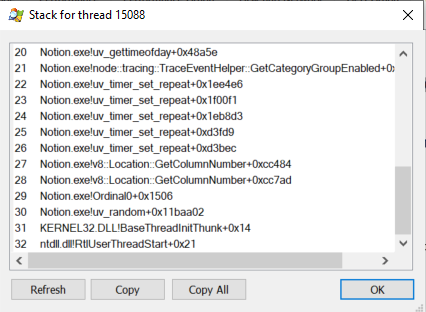 Stack for thread 15088
20 Notion.exe!uv_gettimeofday+0x48a5e
21 Notion.exe!node::tracing::TraceEventHelper::GetCategoryGroupEnabled+0x
22 Notion.exe!uv_timer_set_repeat+0x1ee4e6
23 Notion.exe!uv_timer_set_repeat+0x1f00f1
24 Notion.exe!uv_timer_set_repeat+0x1eb8d3
25 Notion.exe!uv_timer_set_repeat+0xd3fd9
26 Notion.exe!uv_timer_set_repeat+0xd3bec
27 Notion.exe!v8::Location::GetColumnNumber+0xcc484
28 Notion.exe!v8::Location::GetColumnNumber+0xcc7ad
29 Notion.exe!Ordinal0+0x1506
30 Notion.exe!uv_random+0x11baa02
31 KERNEL32.DLL!BaseThreadInitThunk+0x14
32 ntdll.dll!RtlUserThreadStart+0x21
Refresh Copy Copy All OK